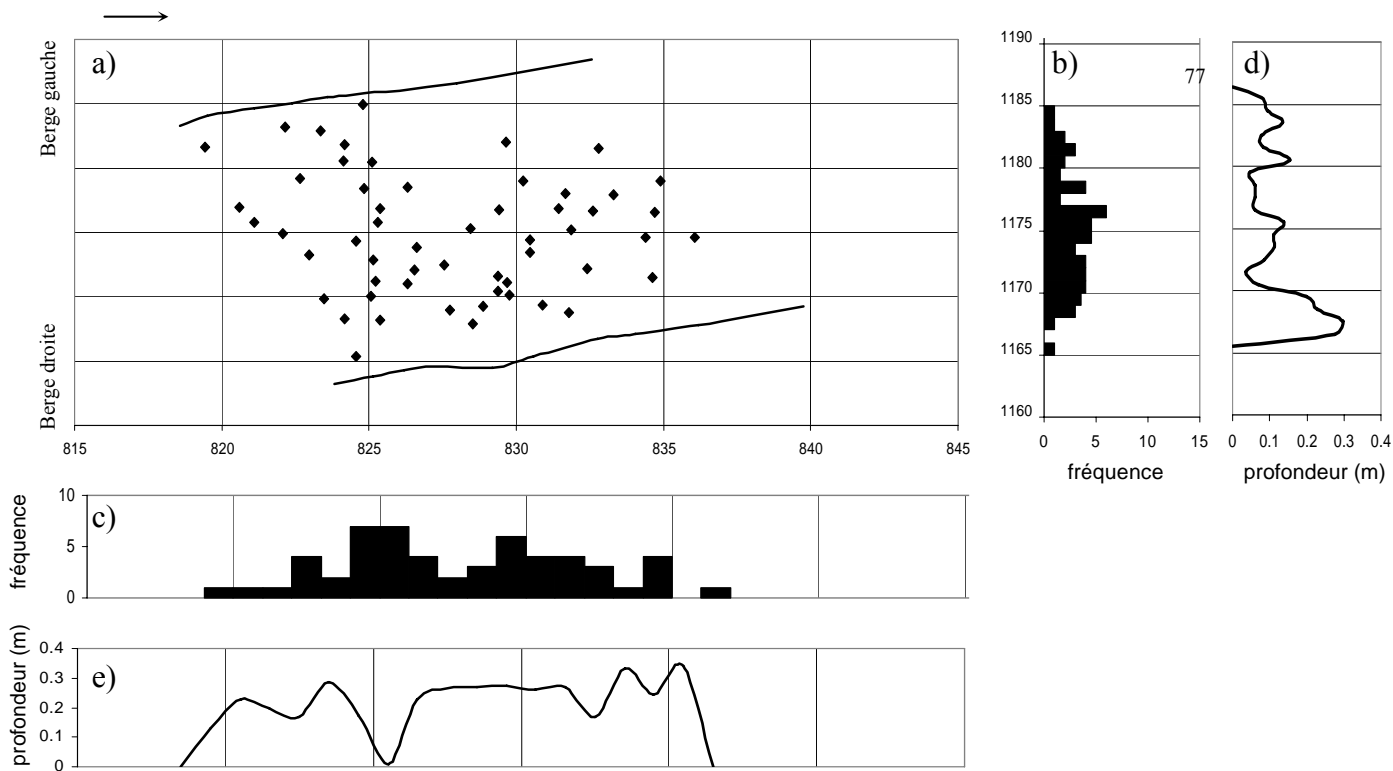 a)
Berge gauche
Berge droite
815 820 825 830 835 840 845
b)
77
1190
1185
1180
1175
1170
1165
1160
0 5 10 15
fréquence
d)
0 0.1 0.2 0.3 0.4
profondeur (m)
c)
fréquence
10
5
0
e)
profondeur (m)
0.4
0.3
0.2
0.1
0